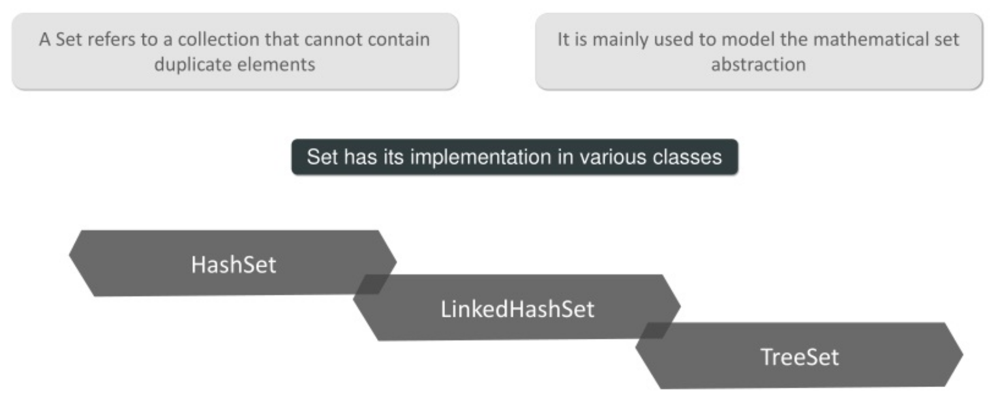 A Set refers to a collection that cannot contain
duplicate elements
It is mainly used to model the mathematical set
abstraction
Set has its implementation in various classes
HashSet
LinkedHashSet
TreeSet